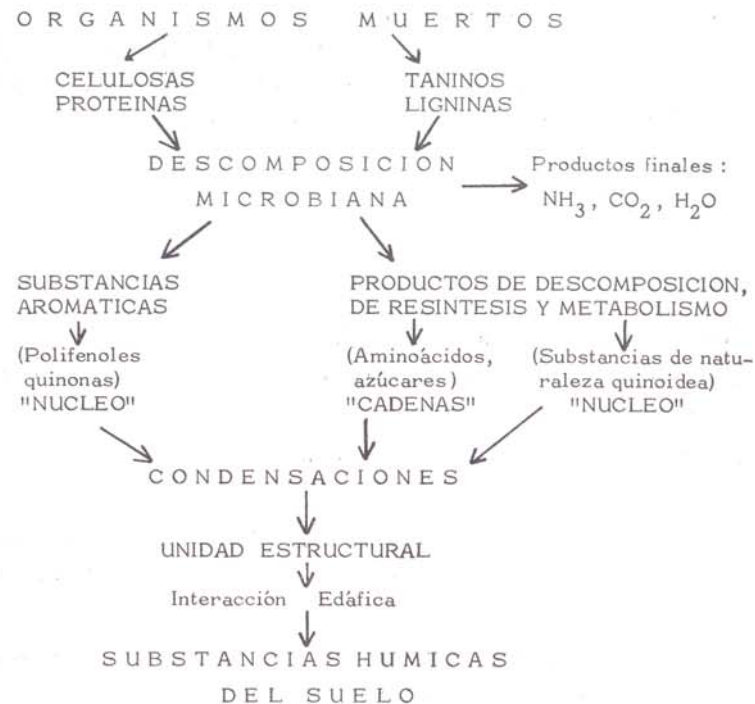 ORGANISMOS MUERTOS
CELULOSAS
PROTEINAS
TANINOS
LIGNINAS
DESCOMPOSICION
MICROBIANA
Productos finales :
NH3, CO2, H2O
SUBSTANCIAS
AROMATICAS
PRODUCTOS DE DESCOMPOSICION,
DE RESINTESIS Y METABOLISMO
(Polifenoles
quinonas)
"NUCLEO"
(Aminoácidos,
azúcares)
"CADENAS"
(Substancias de natu-
raleza quinoidea)
"NUCLEO"
CONDENSACIONES
UNIDAD ESTRUCTURAL
Interacción Edáfica
SUBSTANCIAS HUMICAS
DEL SUELO